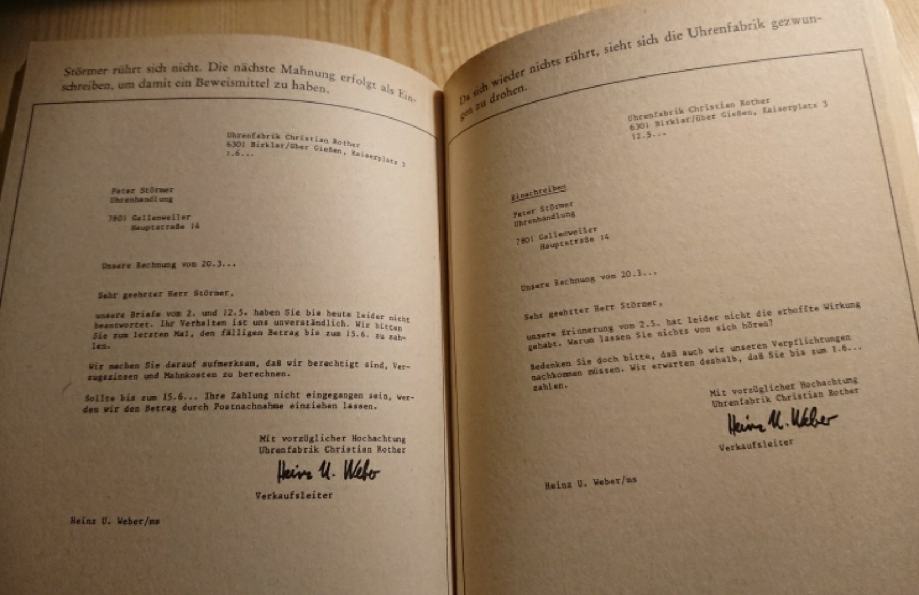 Störmer rührt sich nicht. Die nächste Mahnung erfolgt als Ein-
schreiben, um damit ein Beweismittel zu haben.
Uhrenfabrik Christian Rother
6301 Birklar/über Gießen, Kaiserplatz 3
1.6...
Peter Störmer
Uhrenhandlung
7801 Gallenweiler
Hauptstraße 14
Unsere Rechnung vom 20.3...
Sehr geehrter Herr Störmer,
unsere Briefe vom 2. und 12.5. haben Sie bis heute leider nicht
beantwortet. Ihr Verhalten ist uns unverständlich. Wir bitten
Sie zum letzten Mal, den fälligen Betrag bis zum 15.6. zu zah-
len.
Wir machen Sie darauf aufmerksam, daß wir berechtigt sind, Ver-
zugszinsen und Mahnkosten zu berechnen.
Sollte bis zum 15.6... Ihre Zahlung nicht eingegangen sein, wer-
den wir den Betrag durch Postnachnahme einziehen lassen.
Mit vorzüglicher Hochachtung
Uhrenfabrik Christian Rother
Heinz U. Weber
Verkaufsleiter
Heinz U. Weber/ms
Da sich wieder nichts rührt, sieht sich die Uhrenfabrik gezwun-
gen zu drohen.
Uhrenfabrik Christian Rother
6301 Birklar/über Gießen, Kaiserplatz 3
12.5...
Einschreiben
Peter Störmer
Uhrenhandlung
7801 Gallenweiler
Hauptstraße 14
Unsere Rechnung vom 20.3...
Sehr geehrter Herr Störmer,
unsere Erinnerung vom 2.5. hat leider nicht die erhoffte Wirkung
gehabt. Warum lassen Sie nichts von sich hören?
Bedenken Sie doch bitte, daß auch wir unseren Verpflichtungen
nachkommen müssen. Wir erwarten deshalb, daß Sie bis zum 1.6...
zahlen.
Mit vorzüglicher Hochachtung
Uhrenfabrik Christian Rother
Heinz U. Weber
Verkaufsleiter
Heinz U. Weber/ms